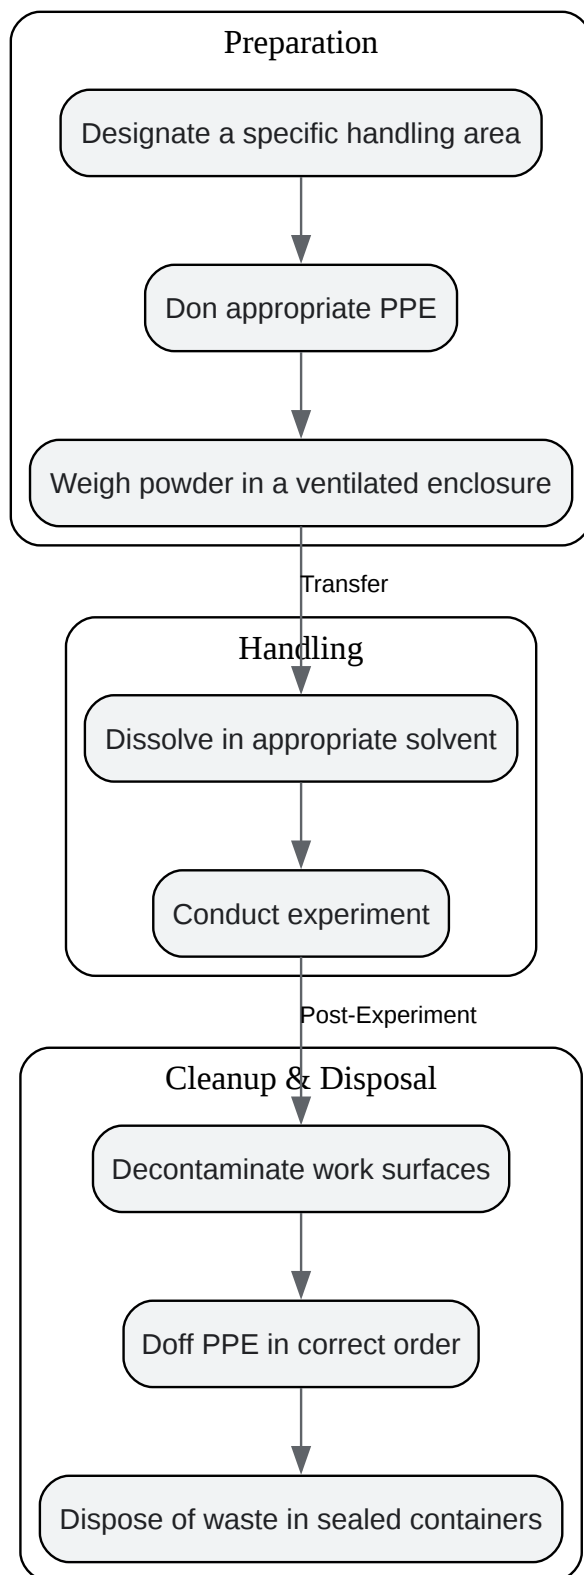 Preparation
Designate a specific handling area
Don appropriate PPE
Weigh powder in a ventilated enclosure
Transfer
Handling
Dissolve in appropriate solvent
Conduct experiment
Post-Experiment
Cleanup & Disposal
Decontaminate work surfaces
Doff PPE in correct order
Dispose of waste in sealed containers